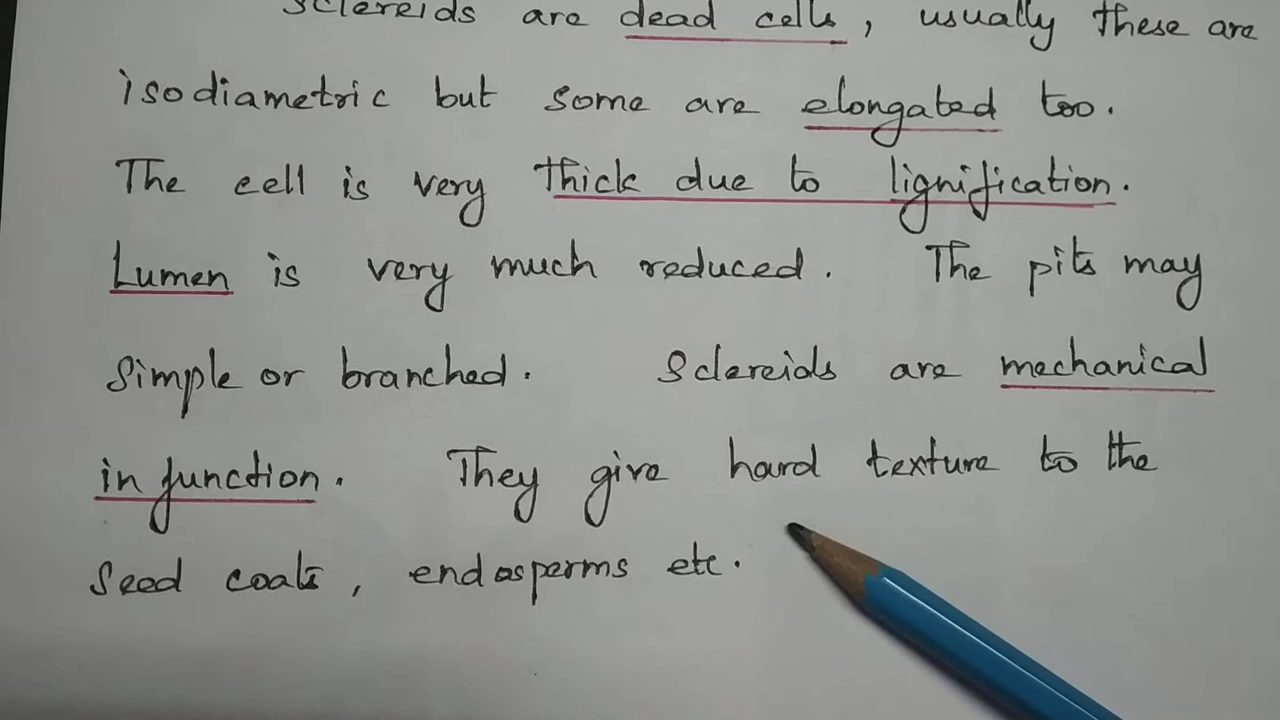 Sclereids are dead cells, usually these are
isodiametric but some are elongated too.
The cell is very thick due to lignification.
Lumen is very much reduced. The pits may
simple or branched. Sclereids are mechanical
in function. They give hard texture to the
seed coats, endosperms etc.